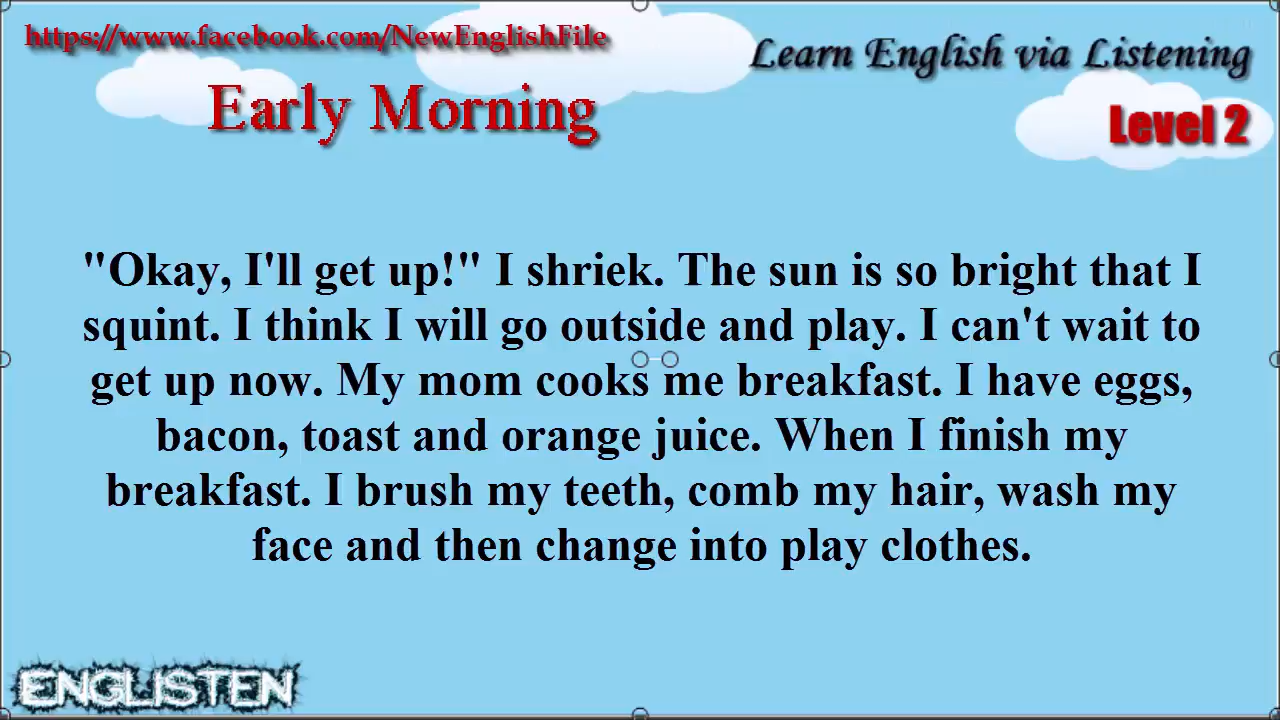 https://www.facebook.com/NewEnglishFile
Learn English via Listening
Early Morning
Level 2
"Okay, I'll get up!" I shriek. The sun is so bright that I
squint. I think I will go outside and play. I can't wait to
get up now. My mom cooks me breakfast. I have eggs,
bacon, toast and orange juice. When I finish my
breakfast. I brush my teeth, comb my hair, wash my
face and then change into play clothes.
ENGLISTEN